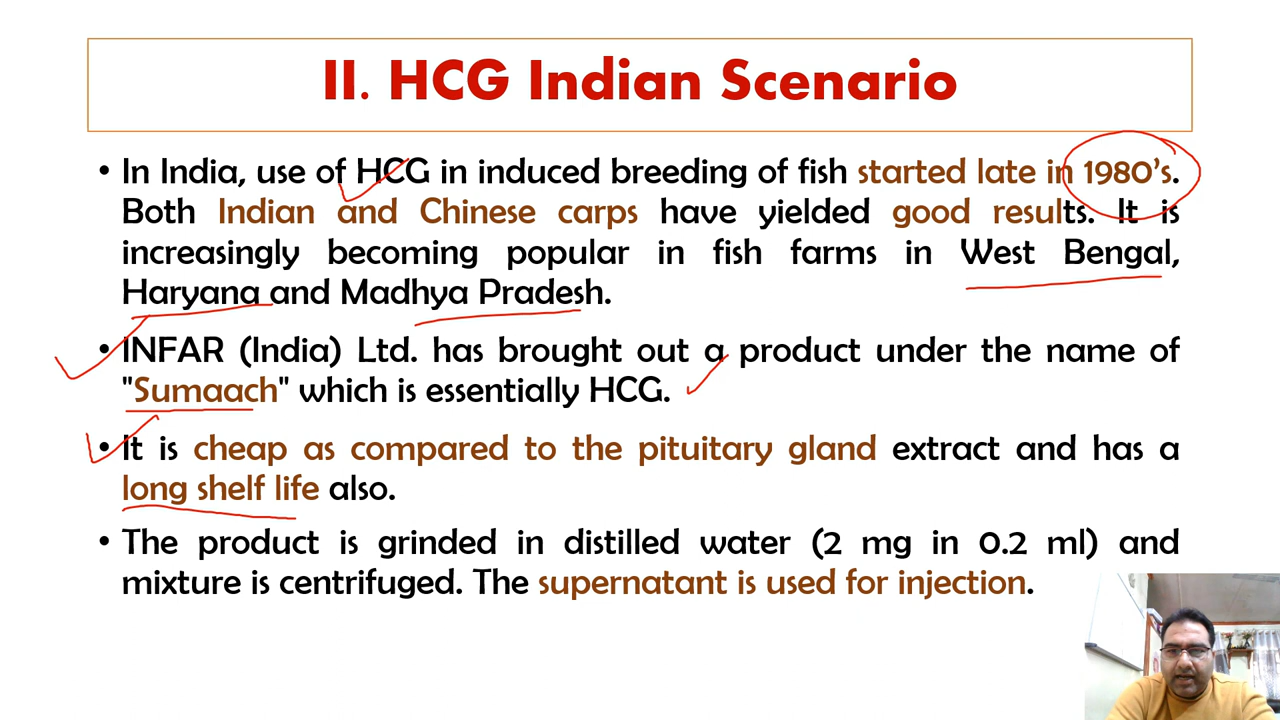 II. HCG Indian Scenario
• In India, use of HCG in induced breeding of fish started late in 1980's.
Both Indian and Chinese carps have yielded good results. It is
increasingly becoming popular in fish farms in West Bengal,
Haryana and Madhya Pradesh.
• INFAR (India) Ltd. has brought out a product under the name of
"Sumaach" which is essentially HCG.
• It is cheap as compared to the pituitary gland extract and has a
long shelf life also.
• The product is grinded in distilled water (2 mg in 0.2 ml) and
mixture is centrifuged. The supernatant is used for injection.